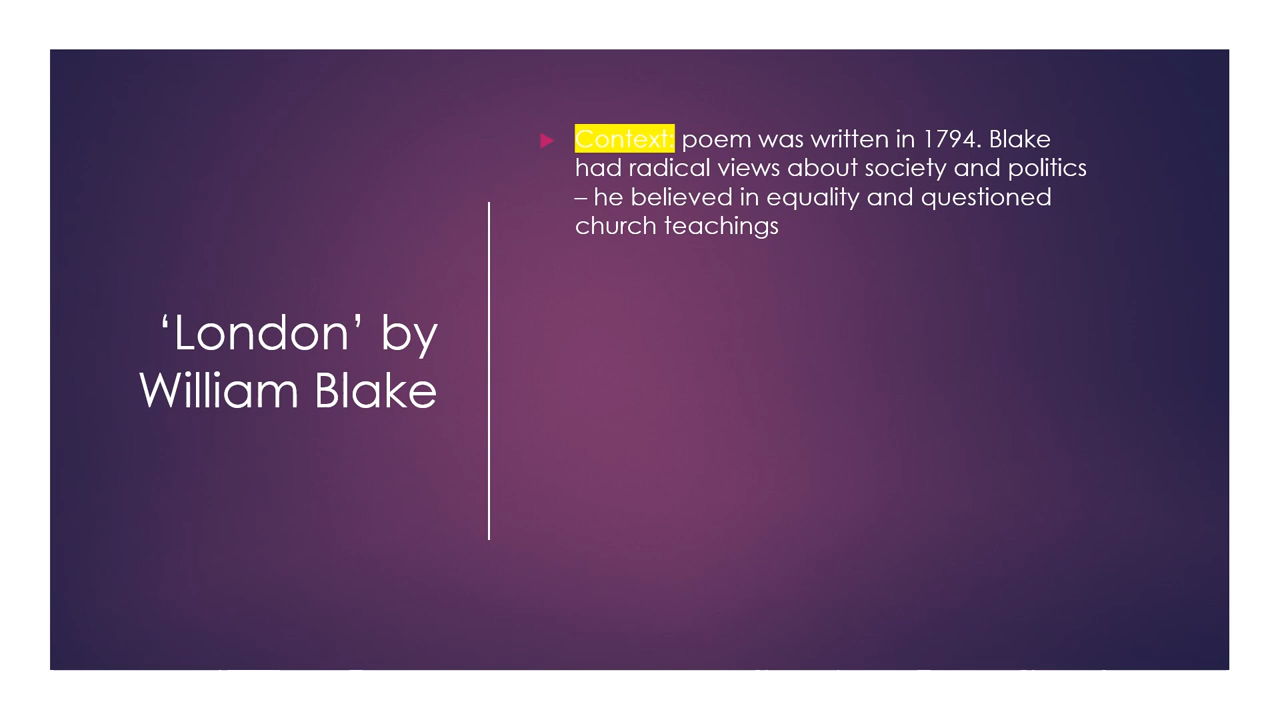 ‘London’ by
William Blake
Context: poem was written in 1794. Blake
had radical views about society and politics
– he believed in equality and questioned
church teachings